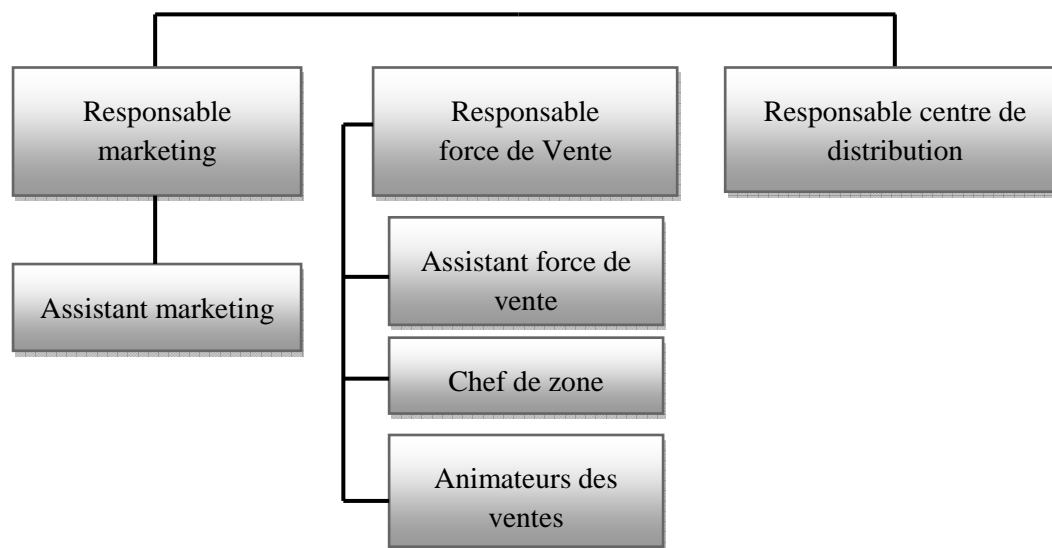 Responsable
marketing
Responsable
force de Vente
Responsable centre de
distribution
Assistant marketing
Assistant force de
vente
Chef de zone
Animateurs des
ventes